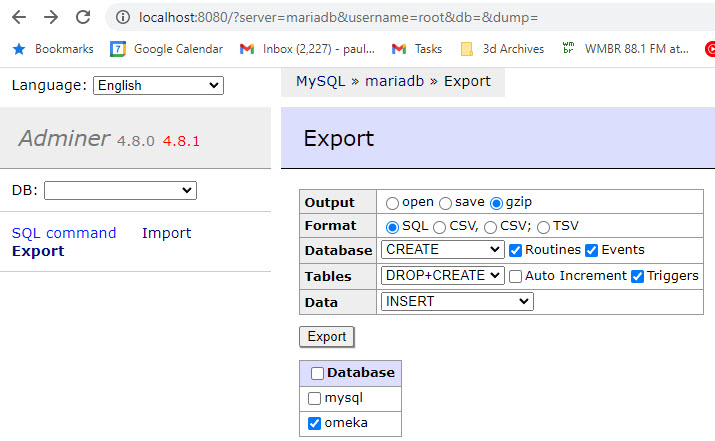 localhost:8080/?server=mariadb&username=root&db=&dump=
Bookmarks Google Calendar Inbox (2,227) - paul... Tasks 3d Archives WMBR 88.1 FM at...
Language: English
MySQL » mariadb » Export
Adminer 4.8.0 4.8.1
Export
DB:
SQL command Import
Export
Output open save gzip
Format SQL CSV, CSV; TSV
Database CREATE Routines Events
Tables DROP+CREATE Auto Increment Triggers
Data INSERT
Export
Database
mysql
omeka